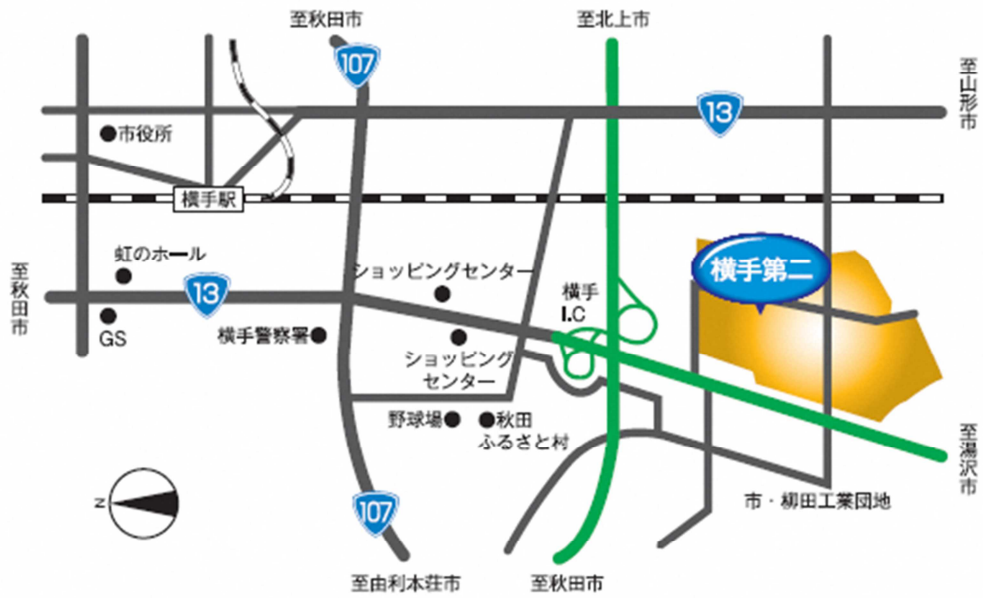 至秋田市
至北上市
107
13
至山形市
市役所
横手駅
虹のホール
ショッピングセンター
横手第二
至秋田市
13
横手
I.C
GS
横手警察署
ショッピング
センター
野球場
秋田
ふるさと村
至湯沢市
N
107
市・柳田工業団地
至由利本荘市
至秋田市